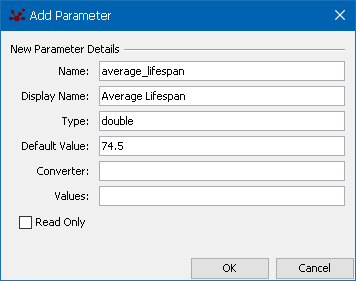 Add Parameter
New Parameter Details
Name: average_lifespan
Display Name: Average Lifespan
Type: double
Default Value: 74.5
Converter:
Values:
Read Only
OK Cancel